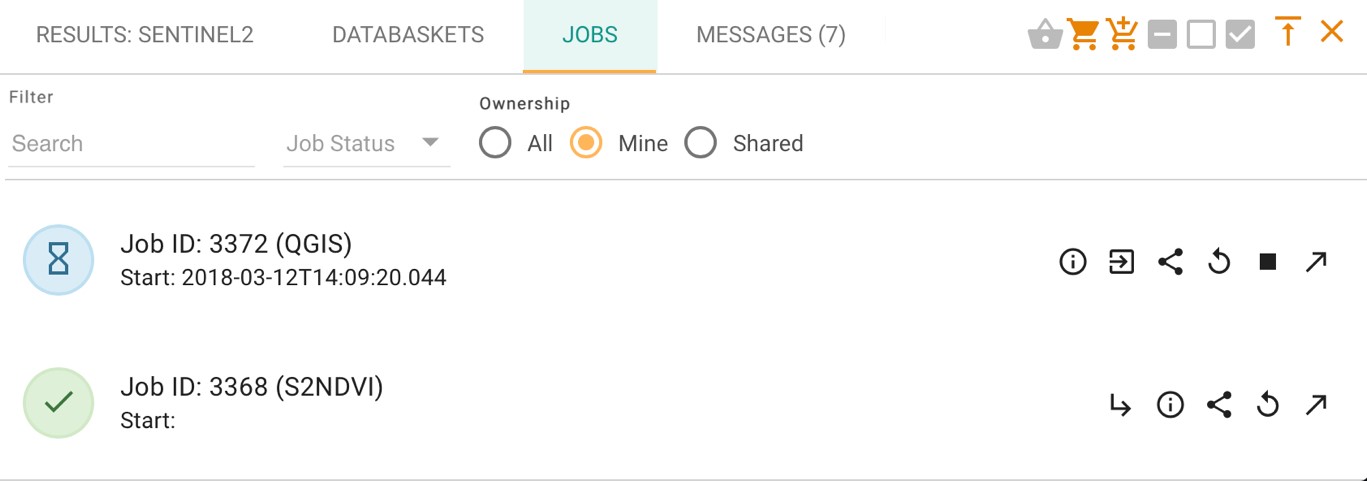 RESULTS: SENTINEL2 DATABASKETS JOBS MESSAGES (7)
Filter
Ownership
Search Job Status All Mine Shared
Job ID: 3372 (QGIS)
Start: 2018-03-12T14:09:20.044
Job ID: 3368 (S2NDVI)
Start: